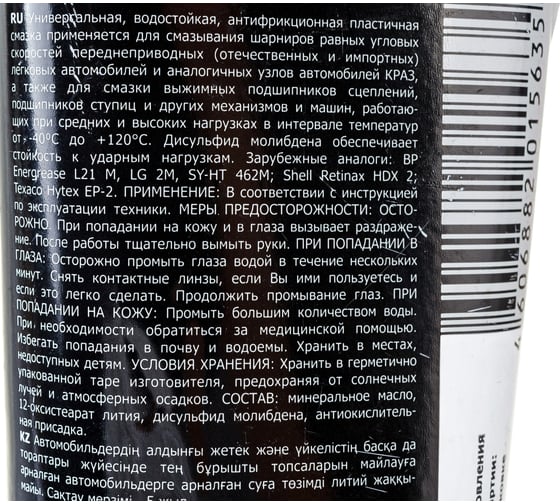 RU Универсальная, водостойкая, антифрикционная пластичная
смазка применяется для смазывания шарниров равных угловых
скоростей переднеприводных (отечественных и импортных)
легковых автомобилей и аналогичных узлов автомобилей КРАЗ,
а также для смазки выжимных подшипников сцеплений,
подшипников ступиц и других механизмов и машин, работаю-
щих при средних и высоких нагрузках в интервале температур
от -40°C до +120°C. Дисульфид молибдена обеспечивает
стойкость к ударным нагрузкам. Зарубежные аналоги: BP
Energrease L21 M, LG 2M, SY-HT 462M; Shell Retinax HDX 2;
Texaco Hytex EP-2. ПРИМЕНЕНИЕ: В соответствии с инструкцией
по эксплуатации техники. МЕРЫ ПРЕДОСТОРОЖНОСТИ: ОСТО-
РОЖНО. При попадании на кожу и в глаза вызывает раздраже-
ние. После работы тщательно вымыть руки. ПРИ ПОПАДАНИИ В
ГЛАЗА: Осторожно промыть глаза водой в течение нескольких
минут. Снять контактные линзы, если Вы ими пользуетесь и
если это легко сделать. Продолжить промывание глаз. ПРИ
ПОПАДАНИИ НА КОЖУ: Промыть большим количеством воды.
При необходимости обратиться за медицинской помощью.
Избегать попадания в почву и водоемы. Хранить в местах,
недоступных детям. УСЛОВИЯ ХРАНЕНИЯ: Хранить в герметично
упакованной таре изготовителя, предохраняя от солнечных
лучей и атмосферных осадков. СОСТАВ: минеральное масло,
12-оксистеарат лития, дисульфид молибдена, антиокислитель-
ная присадка.
KZ Автомобильдердің алдынғы жетек және үйкелістің басқа да
тораптары жүйесінде тең бұрышты топсаларын майлауға
арналған автомобильдерге арналған суға төзімді литий жаққы-
майы. Сақтау мерзімі - 5 жыл
4 606882 015635